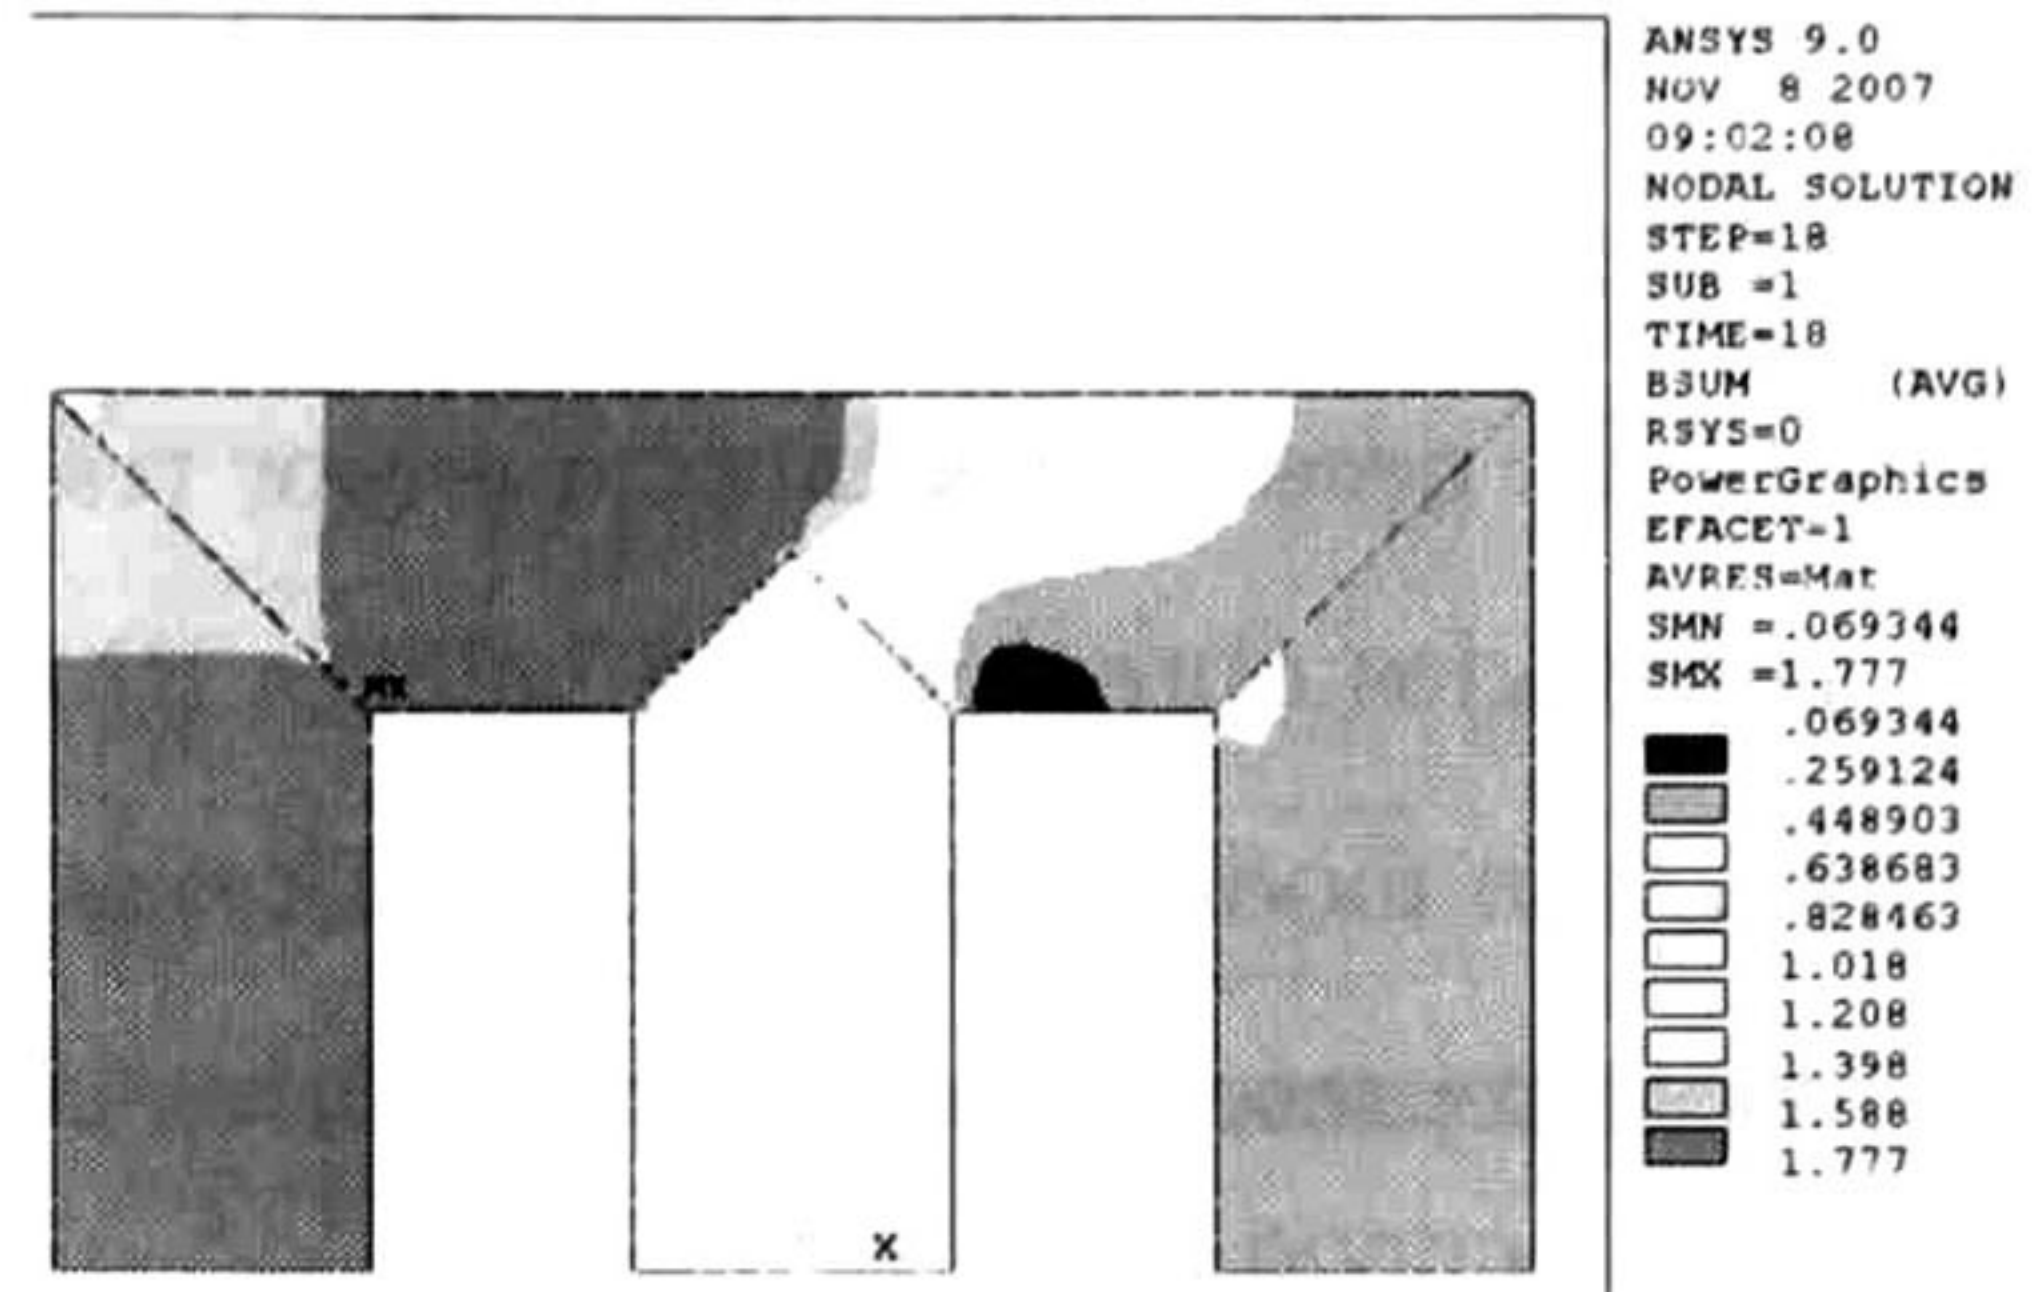 ANSYS 9.0
NOV 8 2007
09:02:08
NODAL SOLUTION
STEP=18
SUB =1
TIME=18
BSUM (AVG)
RSYS=0
PowerGraphics
EFACET=1
AVRES=Mat
SMN =.069344
SMX =1.777
.069344
.259124
.448903
.638683
.828463
1.018
1.208
1.398
1.588
1.777
MX
X